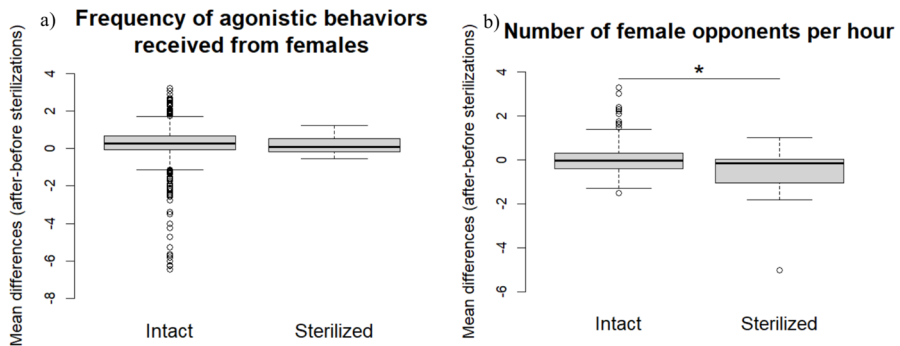 a)
Frequency of agonistic behaviors
received from females
Mean differences (after-before sterilizations)
4
2
0
-2
-4
-6
-8
Intact
Sterilized
b)
Number of female opponents per hour
Mean differences (after-before sterilizations)
4
2
0
-2
-4
-6
*
Intact
Sterilized